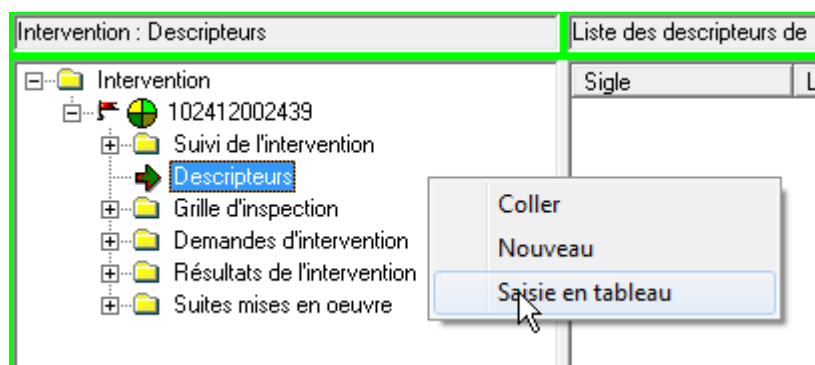 Intervention : Descripteurs
Liste des descripteurs de
Intervention
Sigle
L
102412002439
Suivi de l'intervention
Descripteurs
Grille d'inspection
Demandes d'intervention
Résultats de l'intervention
Suites mises en oeuvre
Coller
Nouveau
Saisie en tableau